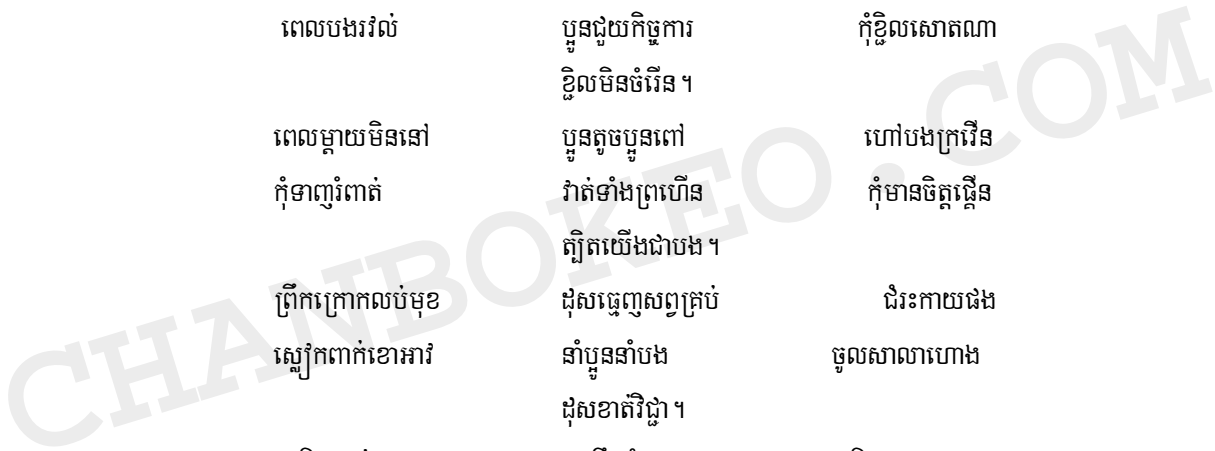 ពេលបងរវល់ ប្អូនជួយកិច្ចការ កុំខ្ជិលសោតណា
ខ្ជិលមិនចំរើន។
ពេលម្តាយមិននៅ ប្អូនតូចប្អូនពៅ ហៅបងក្រវើន
កុំទាញរំពាត់ វាត់ទាំងព្រហើន កុំមានចិត្តផ្គើន
ត្បិតយើងជាបង។
ព្រឹកក្រោកលប់មុខ ដុសធ្មេញសព្វគ្រប់ ជំរះកាយផង
ស្លៀកពាក់ខោអាវ នាំប្អូននាំបង ចូលសាលាហោង
ដុសខាត់វិជ្ជា។
CHANBOKEO.COM